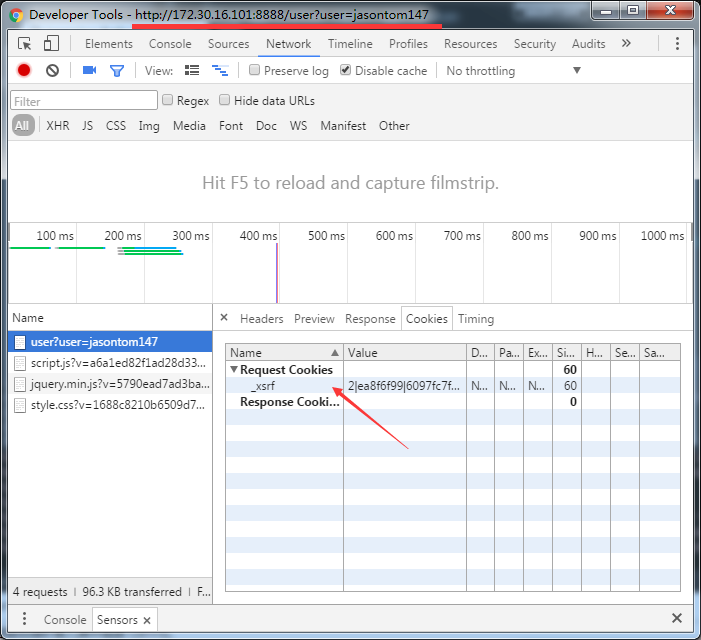 Developer Tools - http://172.30.16.101:8888/user?user=jasontom147
Elements Console Sources Network Timeline Profiles Resources Security Audits »
View: Preserve log Disable cache No throttling
Filter Regex Hide data URLs
All XHR JS CSS Img Media Font Doc WS Manifest Other
Hit F5 to reload and capture filmstrip.
100 ms 200 ms 300 ms 400 ms 500 ms 600 ms 700 ms 800 ms 900 ms 1000 ms
Name
user?user=jasontom147
script.js?v=a6a1ed82f1ad28d33...
jquery.min.js?v=5790ead7ad3ba...
style.css?v=1688c8210b6509d7...
4 requests | 96.3 KB transferred | F...
× Headers Preview Response Cookies Timing
Name Value D... Pa... Ex... Si... H... Se... Sa...
Request Cookies 60
_xsrf 2|ea8f6f99|6097fc7f... N... N... N... 60
Response Cooki... 0
Console Sensors ×